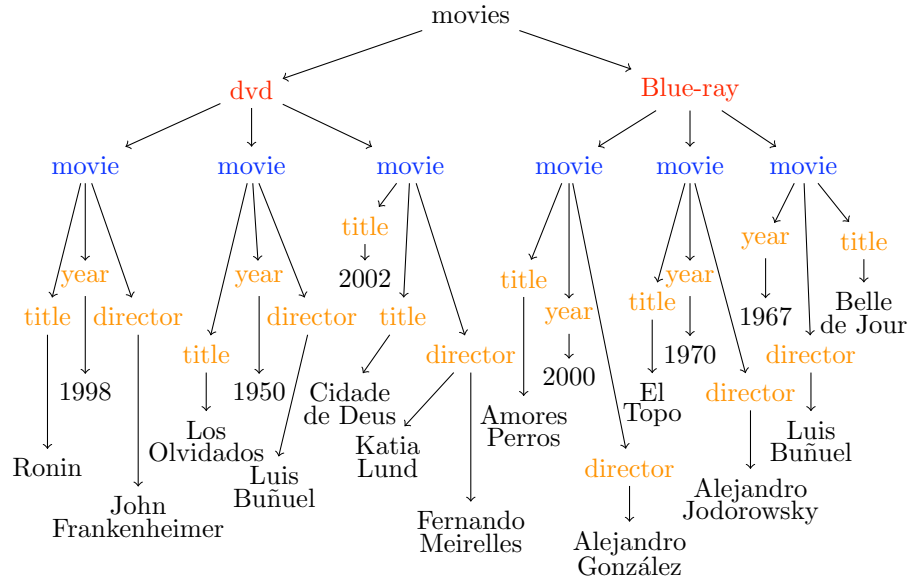 movies
dvd
Blue-ray
movie
movie
movie
movie
movie
movie
title
year
title
year
year
title
year
title
2002
title
title
director
director
title
year
1967
Belle
de Jour
title
director
director
1970
1998
1950
Cidade
de Deus
2000
El
Topo
director
Los
Olvidados
Katia
Lund
Amores
Perros
Luis
Buñuel
Ronin
Luis
Buñuel
director
Alejandro
Jodorowsky
John
Frankenheimer
Fernando
Meirelles
Alejandro
González